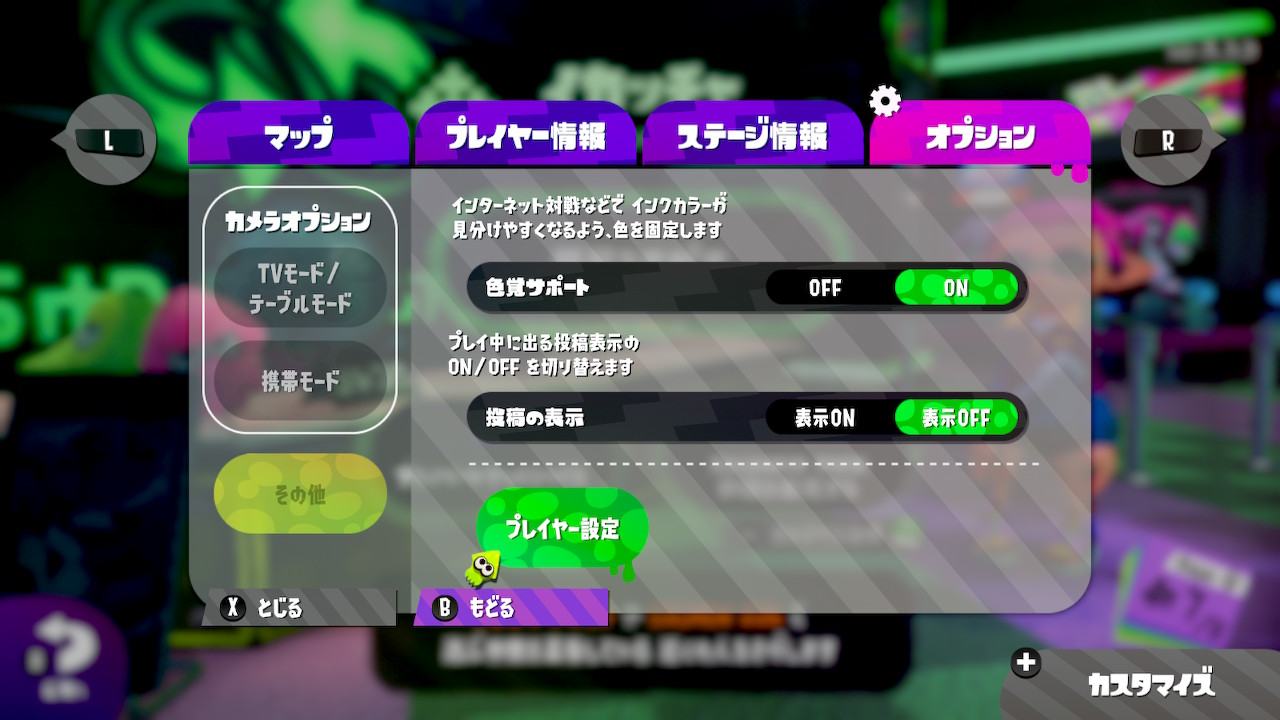 L
マップ
プレイヤー情報
ステージ情報
オプション
R
カメラオプション
TVモード/
テーブルモード
携帯モード
その他
インターネット対戦などで インクカラーが
見分けやすくなるよう、色を固定します
色覚サポート
OFF
ON
プレイ中に出る投稿表示の
ON/OFF を切り替えます
投稿の表示
表示ON
表示OFF
プレイヤー設定
X とじる
B もどる
+ カスタマイズ